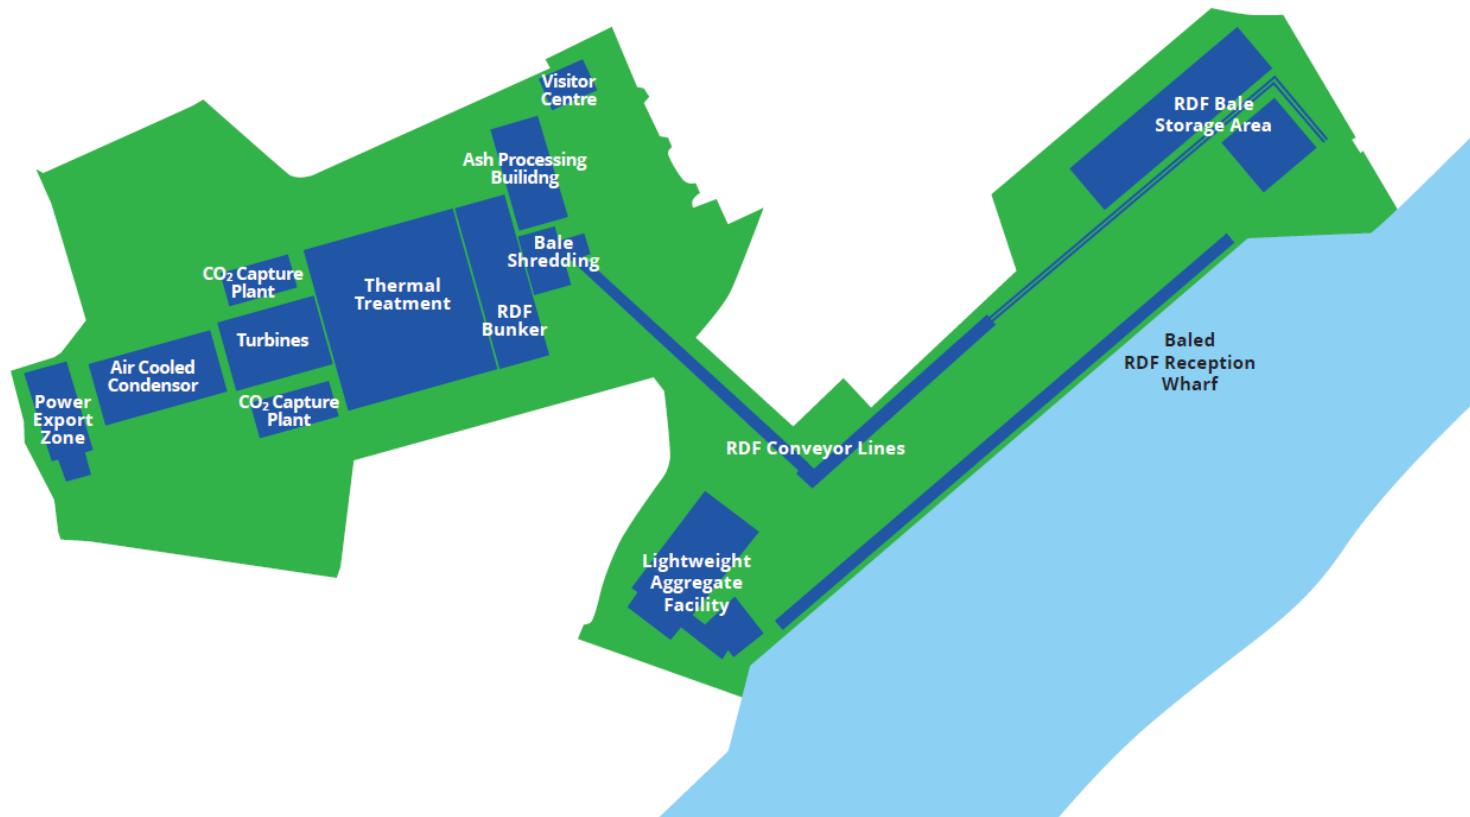 Visitor
Centre
RDF Bale
Storage Area
Ash Processing
Builidng
Bale
Shredding
CO₂ Capture
Plant
Thermal
Treatment
RDF
Bunker
Turbines
Air Cooled
Condensor
Power
Export
Zone
CO₂ Capture
Plant
Baled
RDF Reception
Wharf
RDF Conveyor Lines
Lightweight
Aggregate
Facility